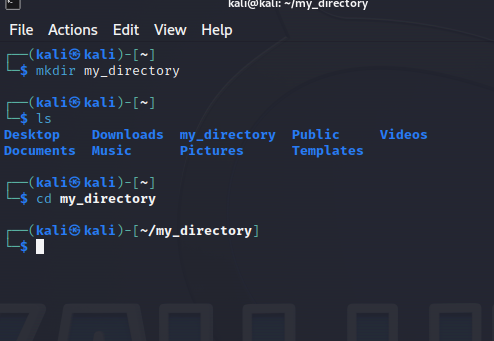 kali@kali: ~/my_directory
File Actions Edit View Help
┌──(kali㉿kali)-[~]
└─$ mkdir my_directory
┌──(kali㉿kali)-[~]
└─$ ls
Desktop Downloads my_directory Public Videos
Documents Music Pictures Templates
┌──(kali㉿kali)-[~]
└─$ cd my_directory
┌──(kali㉿kali)-[~/my_directory]
└─$